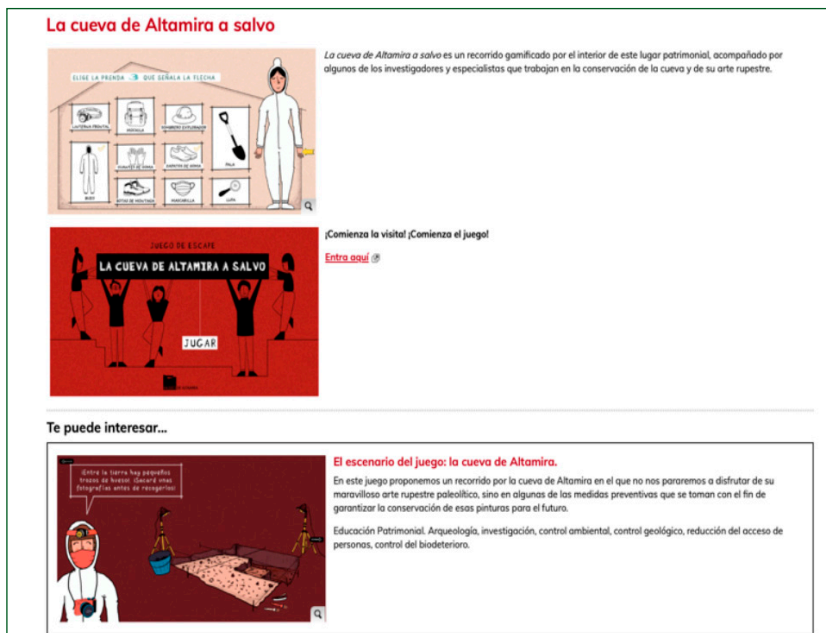 La cueva de Altamira a salvo
La cueva de Altamira a salvo es un recorrido gamificado por el interior de este lugar patrimonial, acompañado por
algunos de los investigadores y especialistas que trabajan en la conservación de la cueva y de su arte rupestre.
ELIGE LA PRENDA QUE SEÑALA LA FLECHA
LINTERNA FRONTAL
MOCHILA
SOMBRERO EXPLORADOR
PALA
GUANTES DE GOMA
ZAPATOS DE GOMA
BUZO
BOTAS DE MONTAÑA
MASCARILLA
LUPA
¡Comienza la visita! ¡Comienza el juego!
Entra aquí
JUEGO DE ESCAPE
LA CUEVA DE ALTAMIRA A SALVO
JUGAR
DE ALTAMIRA
Te puede interesar...
El escenario del juego: la cueva de Altamira.
En este juego proponemos un recorrido por la cueva de Altamira en el que no nos pararemos a disfrutar de su
maravilloso arte rupestre paleolítico, sino en algunas de las medidas preventivas que se toman con el fin de
garantizar la conservación de esas pinturas para el futuro.
Educación Patrimonial. Arqueología, investigación, control ambiental, control geológico, reducción del acceso de
personas, control del biodeterioro.
¡Entre la tierra hay pequeños
trozos de hueso! ¡Sacaré unas
fotografías antes de recogerlos!